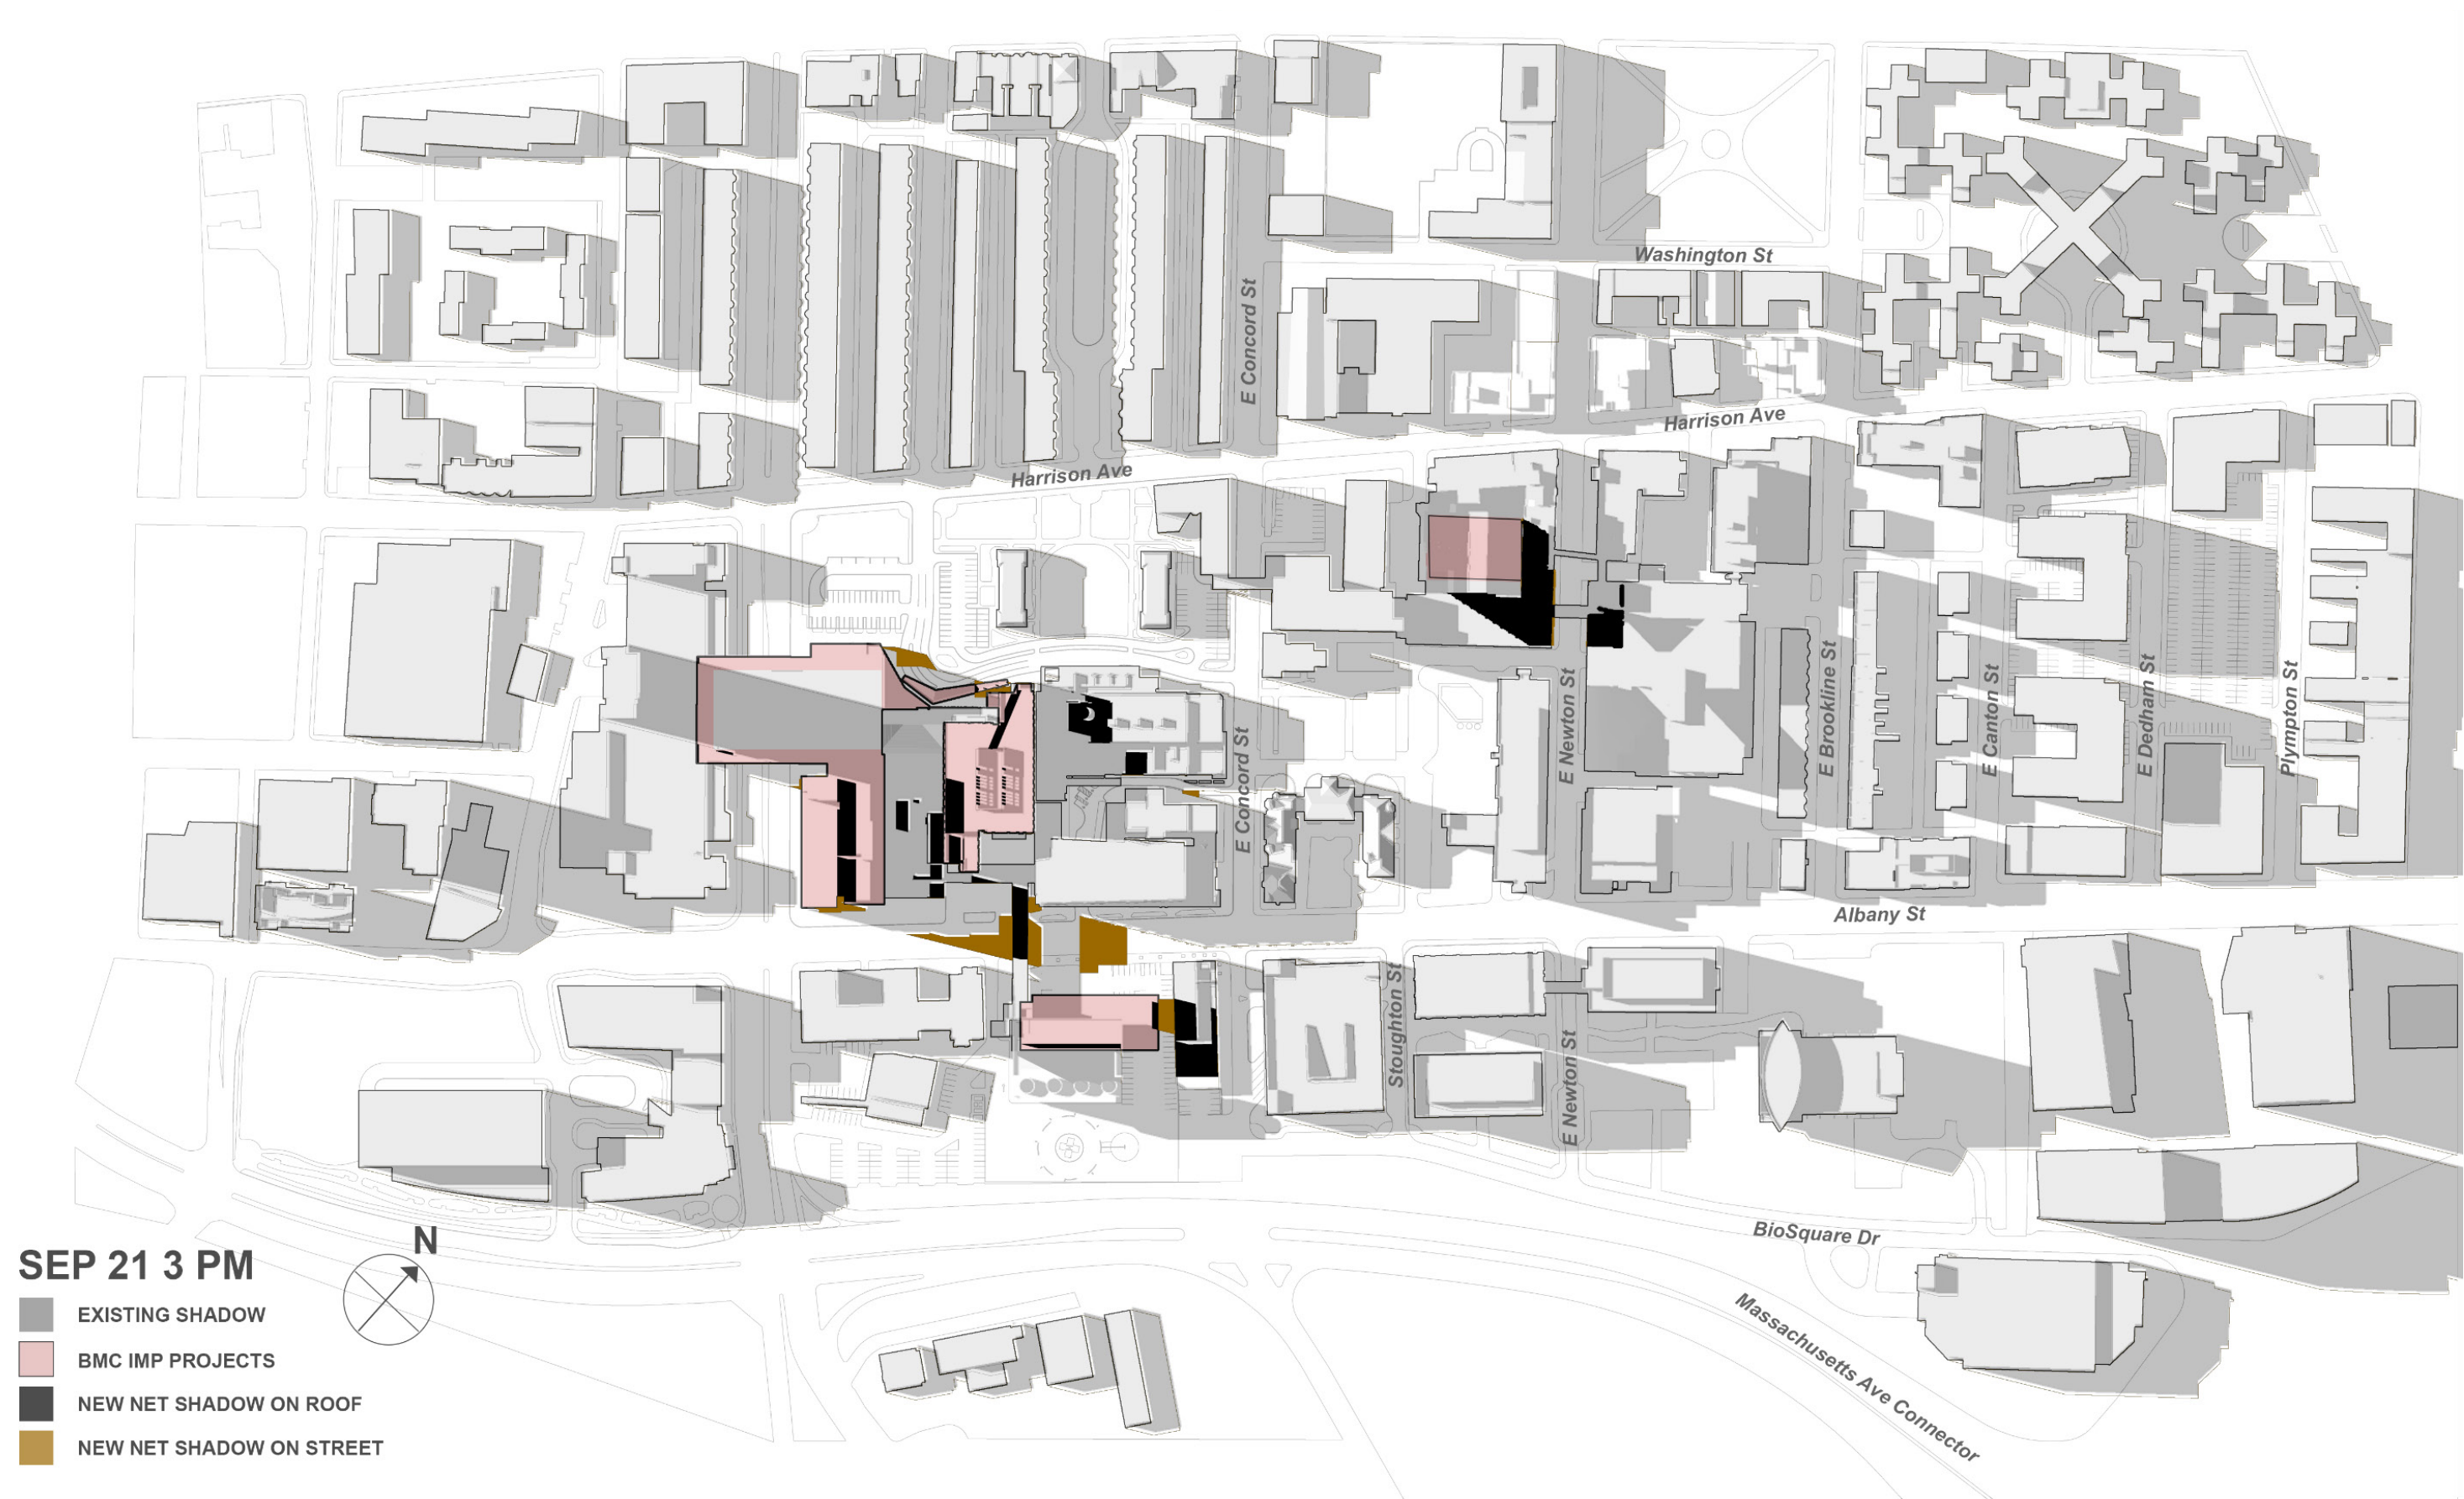 Washington St
E Concord St
Harrison Ave
Harrison Ave
E Newton St
E Brookline St
E Canton St
E Dedham St
Plympton St
E Concord St
Albany St
Stoughton St
E Newton St
BioSquare Dr
Massachusetts Ave Connector
N
SEP 21 3 PM
EXISTING SHADOW
BMC IMP PROJECTS
NEW NET SHADOW ON ROOF
NEW NET SHADOW ON STREET